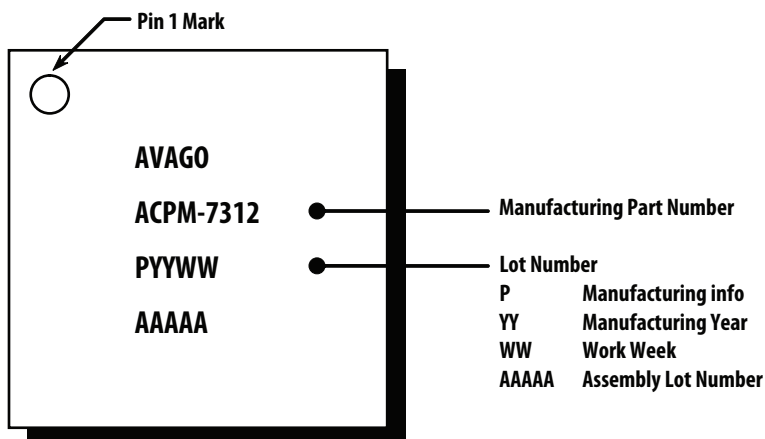 Pin 1 Mark
AVAGO
ACPM-7312
Manufacturing Part Number
PYYWW
Lot Number
P Manufacturing info
YY Manufacturing Year
AAAAA
WW Work Week
AAAAA Assembly Lot Number